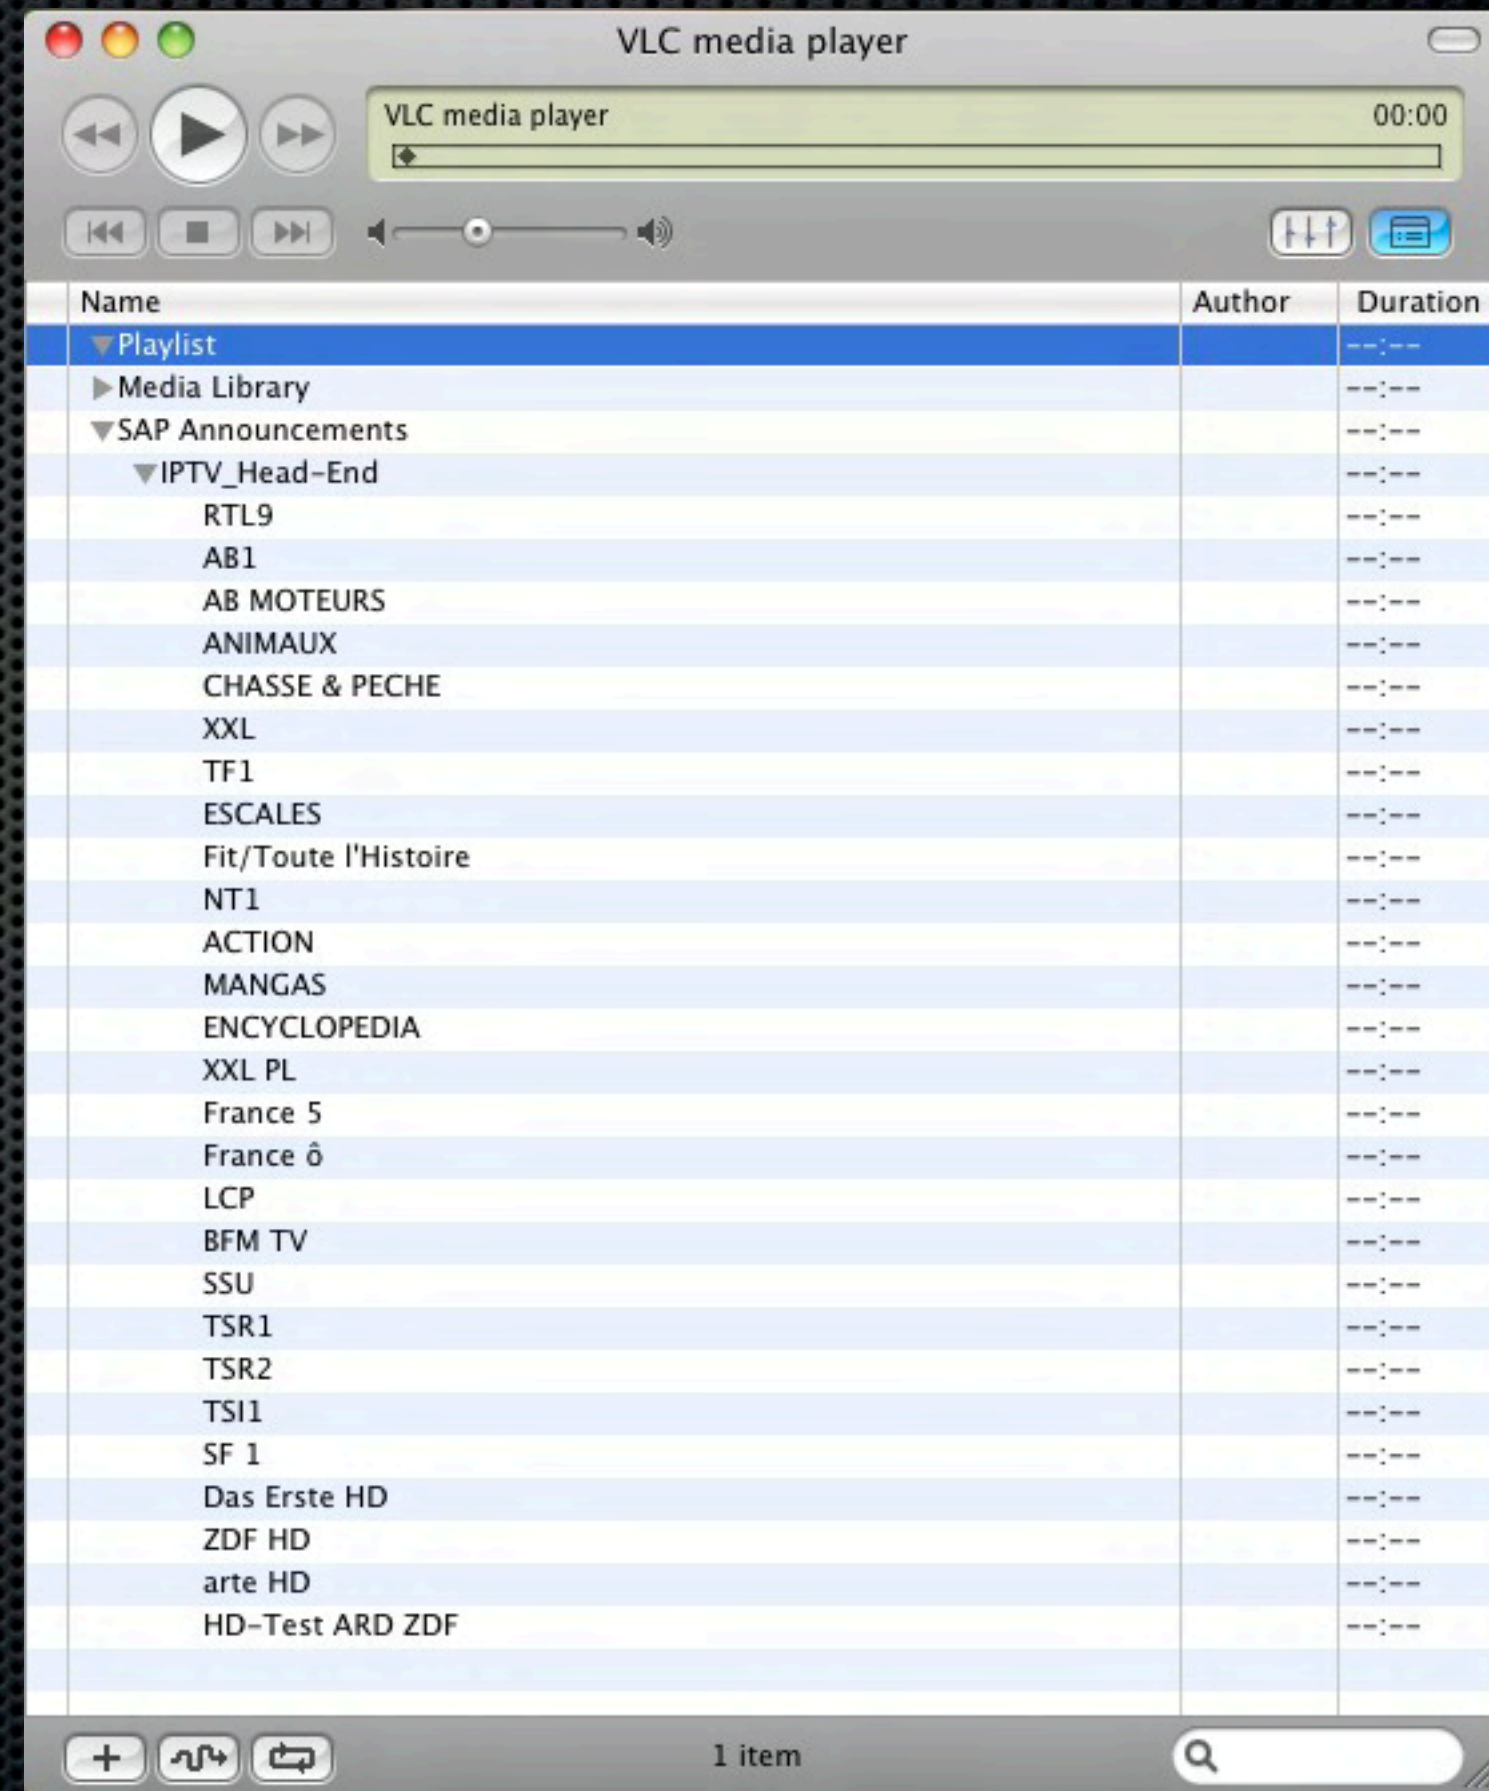 VLC media player
VLC media player 00:00
Name Author Duration
Playlist --:--
Media Library --:--
SAP Announcements --:--
IPTV_Head-End --:--
RTL9 --:--
AB1 --:--
AB MOTEURS --:--
ANIMAUX --:--
CHASSE & PECHE --:--
XXL --:--
TF1 --:--
ESCALES --:--
Fit/Toute l'Histoire --:--
NT1 --:--
ACTION --:--
MANGAS --:--
ENCYCLOPEDIA --:--
XXL PL --:--
France 5 --:--
France ô --:--
LCP --:--
BFM TV --:--
SSU --:--
TSR1 --:--
TSR2 --:--
TSI1 --:--
SF 1 --:--
Das Erste HD --:--
ZDF HD --:--
arte HD --:--
HD-Test ARD ZDF --:--
1 item